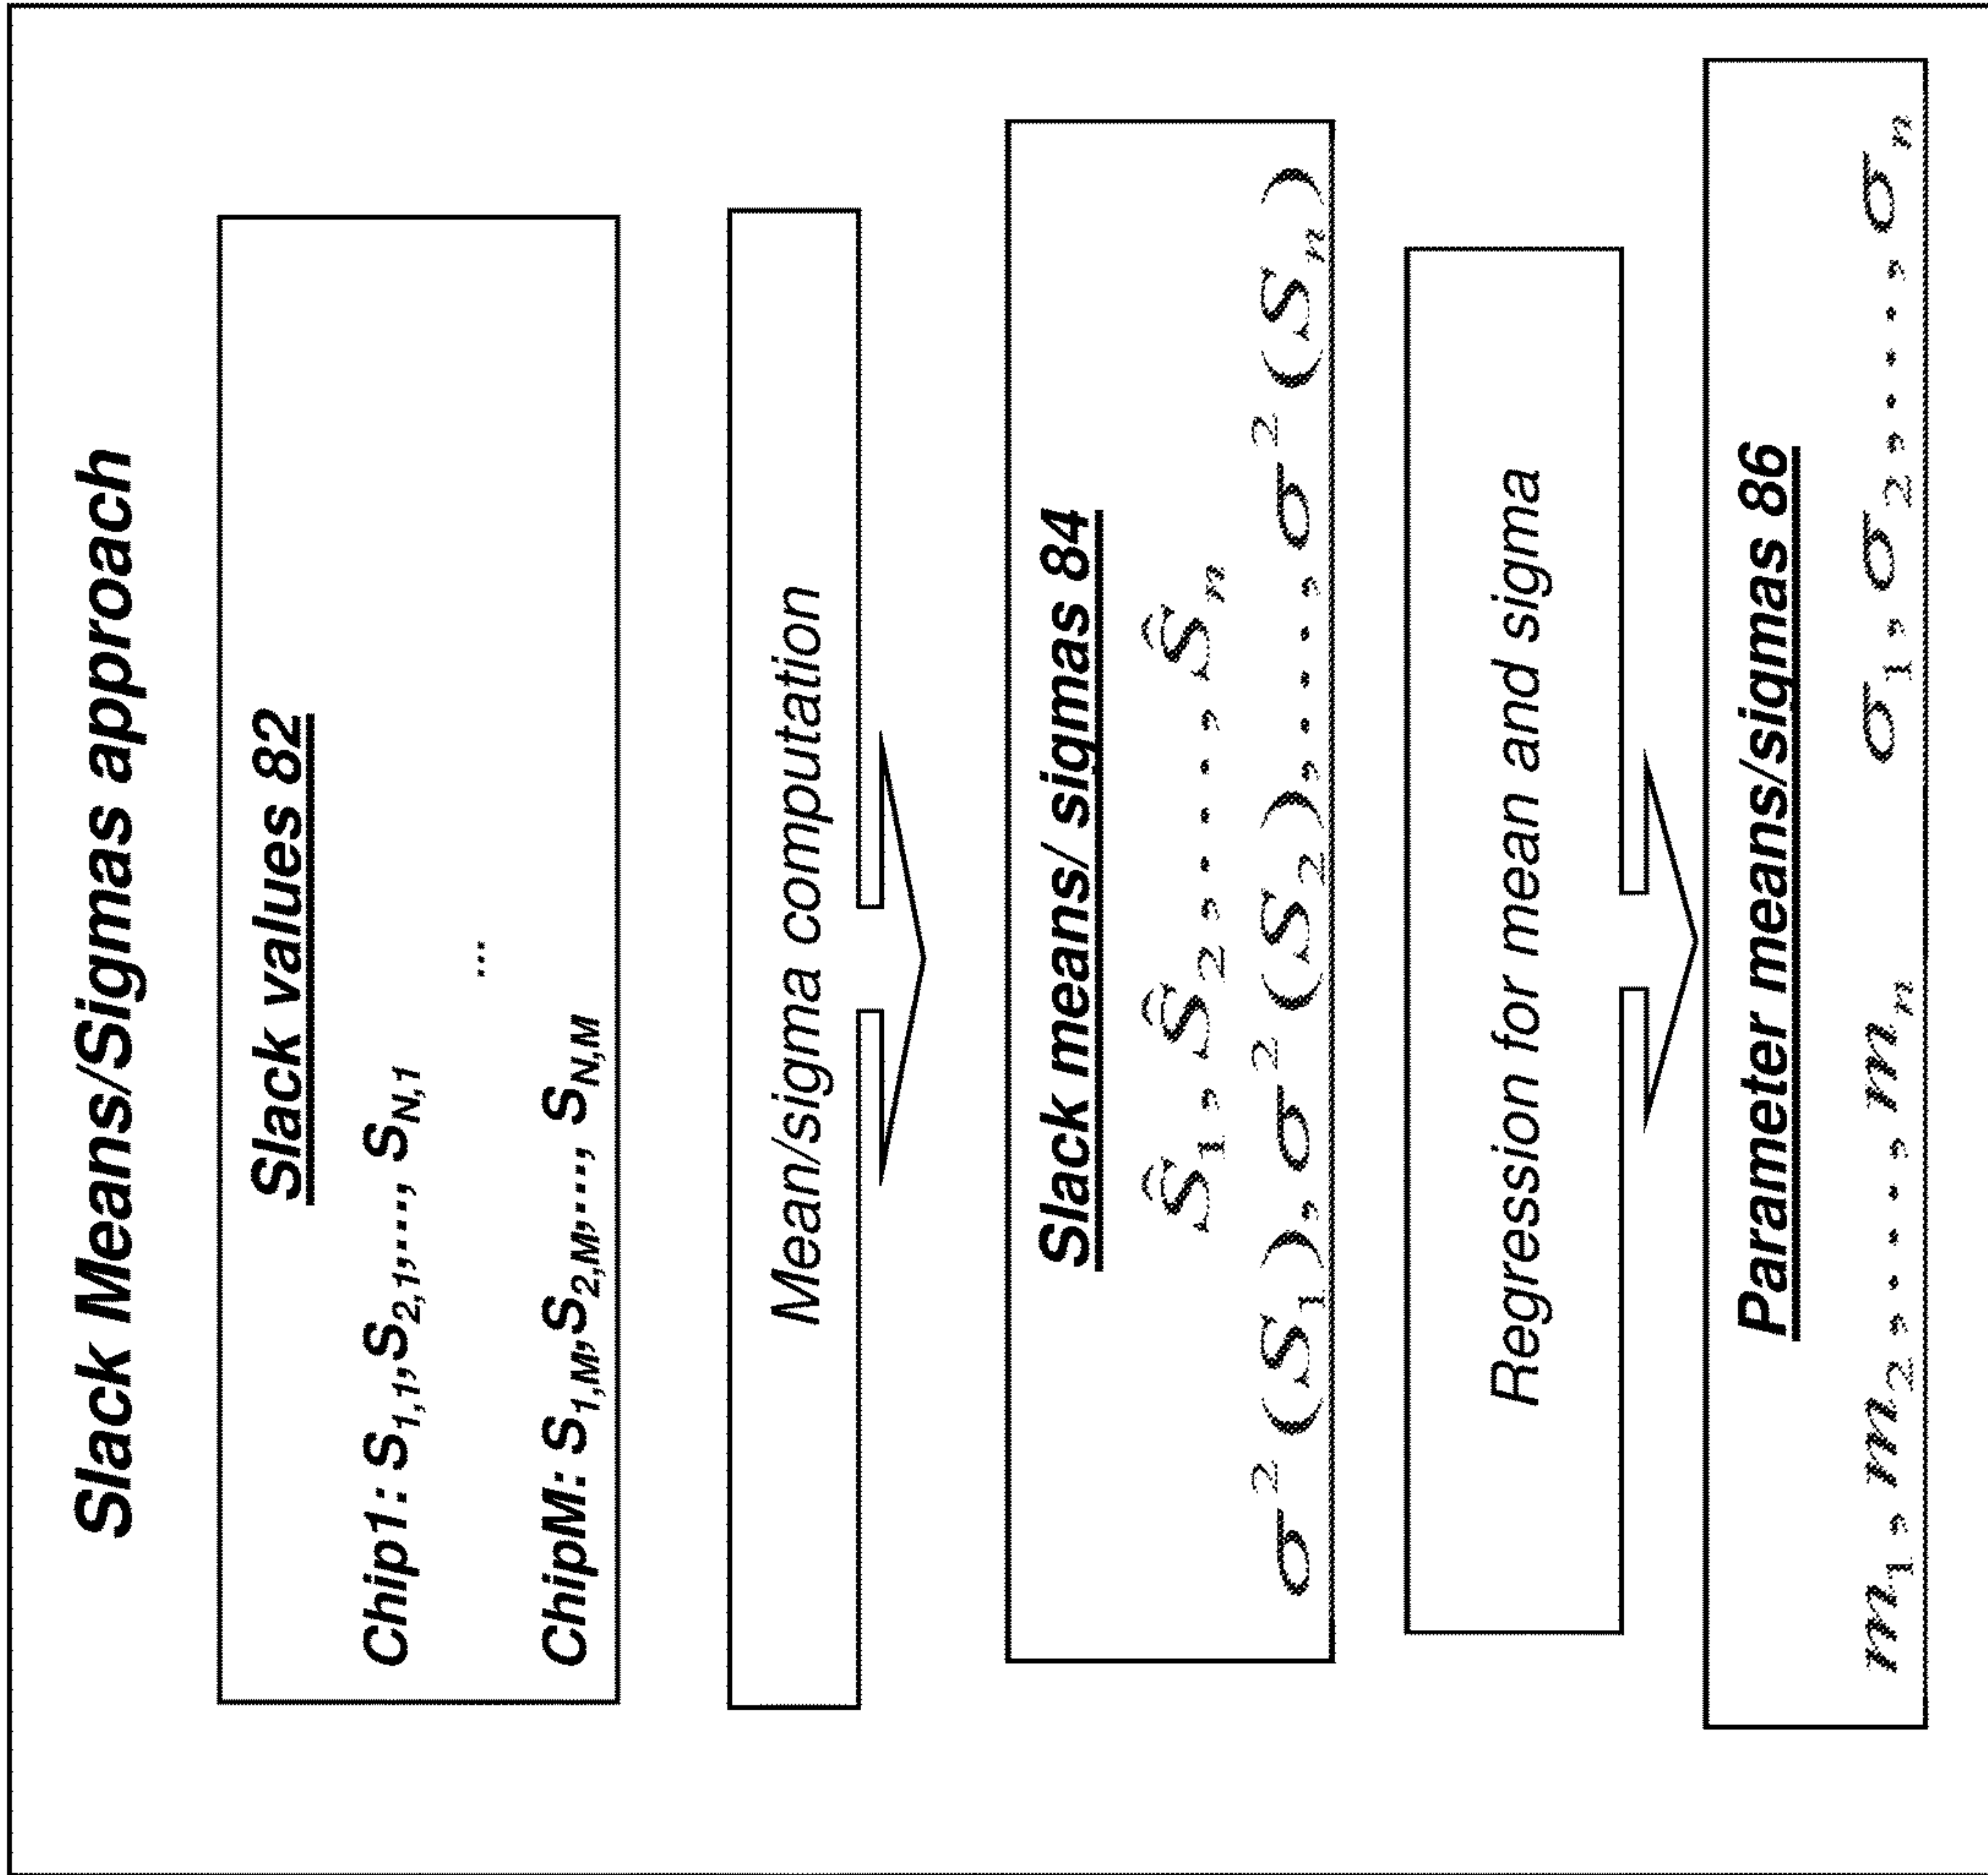 Slack Means/Sigmas approach
Slack values 82
Chip1: S1,1,S2,1,..., SN,1
...
ChipM: S1,M,S2,M,..., SN,M
Mean/sigma computation
Slack means/ sigmas 84
Ŝ1, Ŝ2, ..., Ŝn
σ²(S1), σ²(S2), ..., σ²(Sn)
Regression for mean and sigma
Parameter means/sigmas 86
m1, m2, ..., mn σ1, σ2, ..., σn